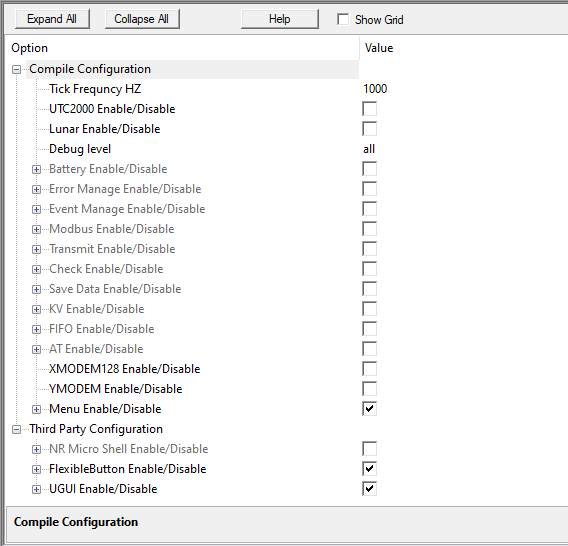 Expand All Collapse All Help Show Grid
Option Value
Compile Configuration
Tick Frequncy HZ 1000
UTC2000 Enable/Disable
Lunar Enable/Disable
Debug level all
Battery Enable/Disable
Error Manage Enable/Disable
Event Manage Enable/Disable
Modbus Enable/Disable
Transmit Enable/Disable
Check Enable/Disable
Save Data Enable/Disable
KV Enable/Disable
FIFO Enable/Disable
AT Enable/Disable
XMODEM128 Enable/Disable
YMODEM Enable/Disable
Menu Enable/Disable
Third Party Configuration
NR Micro Shell Enable/Disable
FlexibleButton Enable/Disable
UGUI Enable/Disable
Compile Configuration